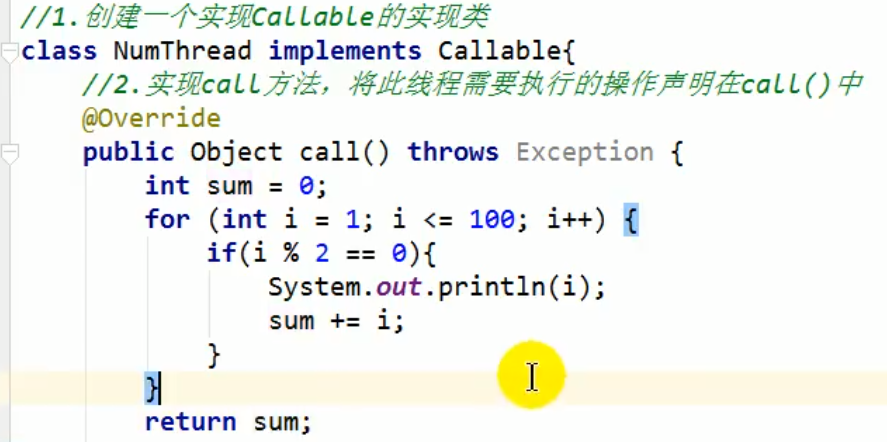 //1.创建一个实现Callable的实现类
class NumThread implements Callable{
    //2.实现call方法，将此线程需要执行的操作声明在call()中
    @Override
    public Object call() throws Exception {
        int sum = 0;
        for (int i = 1; i <= 100; i++) {
            if(i % 2 == 0){
                System.out.println(i);
                sum += i;
            }
        }
        return sum;